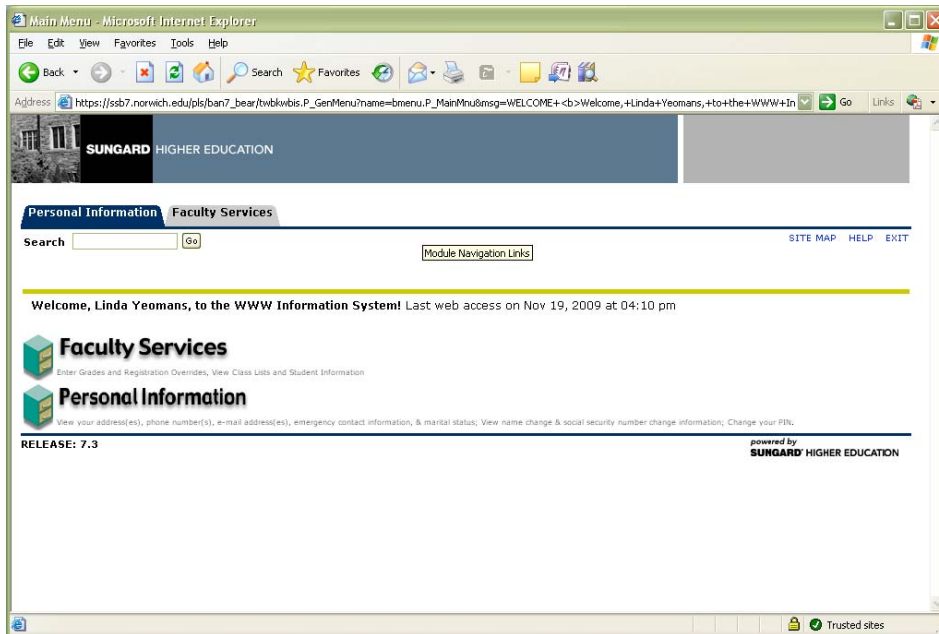 Main Menu - Microsoft Internet Explorer
File Edit View Favorites Tools Help
Back Search Favorites
Address https://ssb7.norwich.edu/pls/ban7_bear/twbkwbis.P_GenMenu?name=bmenu.P_MainMnu&msg=WELCOME+<b>Welcome,+Linda+Yeomans,+to+the+WWW+In Go Links
SUNGARD HIGHER EDUCATION
Personal Information Faculty Services
Search Go SITE MAP HELP EXIT
Module Navigation Links
Welcome, Linda Yeomans, to the WWW Information System! Last web access on Nov 19, 2009 at 04:10 pm
Faculty Services
Enter Grades and Registration Overrides, View Class Lists and Student Information
Personal Information
View your address(es), phone number(s), e-mail address(es), emergency contact information, & marital status; View name change & social security number change information; Change your PIN.
RELEASE: 7.3 powered by
SUNGARD' HIGHER EDUCATION
Trusted sites